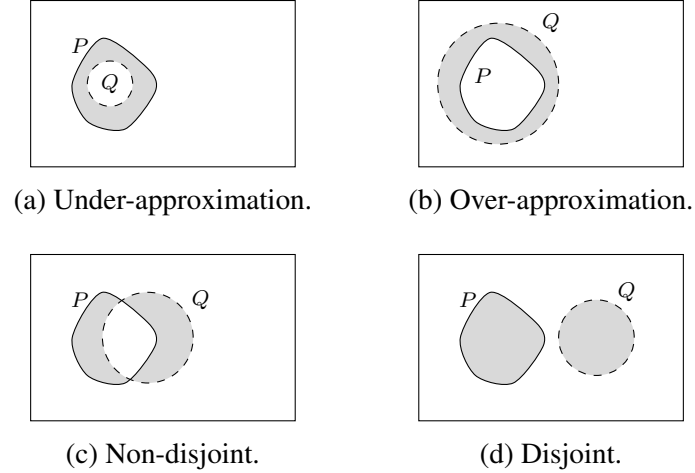 P
Q
Q
P
(a) Under-approximation.
(b) Over-approximation.
P
Q
P
Q
(c) Non-disjoint.
(d) Disjoint.